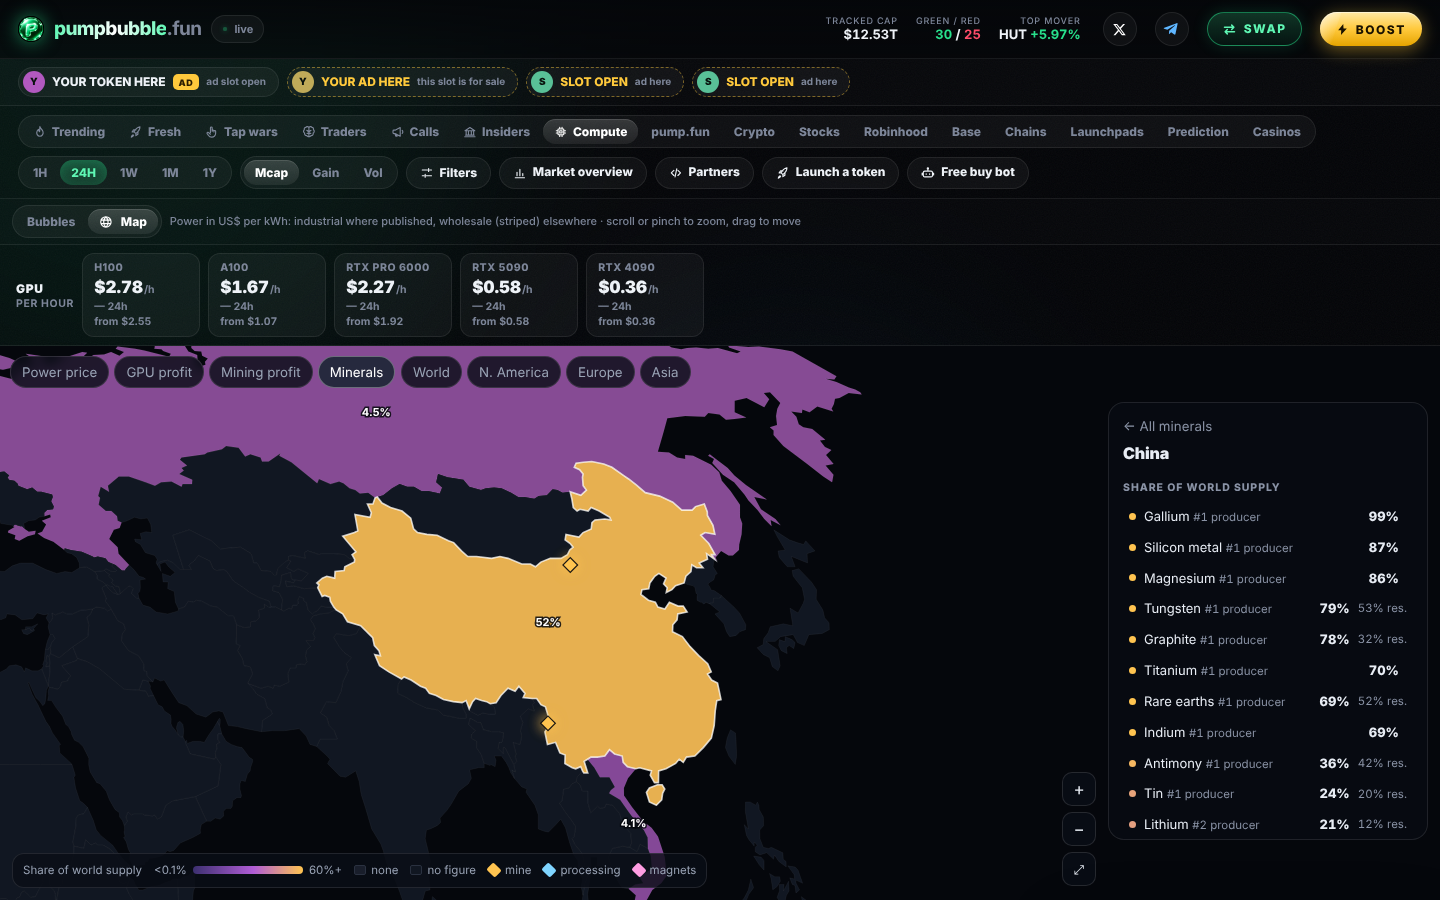 pumpbubble.fun live
TRACKED CAP $12.53T
GREEN / RED 30 / 25
TOP MOVER HUT +5.97%
SWAP
BOOST
Y YOUR TOKEN HERE AD ad slot open
Y YOUR AD HERE this slot is for sale
S SLOT OPEN ad here
S SLOT OPEN ad here
Trending Fresh Tap wars Traders Calls Insiders Compute pump.fun Crypto Stocks Robinhood Base Chains Launchpads Prediction Casinos
1H 24H 1W 1M 1Y Mcap Gain Vol Filters Market overview Partners Launch a token Free buy bot
Bubbles Map Power in US$ per kWh: industrial where published, wholesale (striped) elsewhere · scroll or pinch to zoom, drag to move
GPU
PER HOUR
H100
$2.78/h
— 24h
from $2.55
A100
$1.67/h
— 24h
from $1.07
RTX PRO 6000
$2.27/h
— 24h
from $1.92
RTX 5090
$0.58/h
— 24h
from $0.58
RTX 4090
$0.36/h
— 24h
from $0.36
Power price GPU profit Mining profit Minerals World N. America Europe Asia
4.5%
52%
4.1%
← All minerals
China
SHARE OF WORLD SUPPLY
Gallium #1 producer 99%
Silicon metal #1 producer 87%
Magnesium #1 producer 86%
Tungsten #1 producer 79% 53% res.
Graphite #1 producer 78% 32% res.
Titanium #1 producer 70%
Rare earths #1 producer 69% 52% res.
Indium #1 producer 69%
Antimony #1 producer 36% 42% res.
Tin #1 producer 24% 20% res.
Lithium #2 producer 21% 12% res.
+
−
Share of world supply <0.1% 60%+ none no figure mine processing magnets